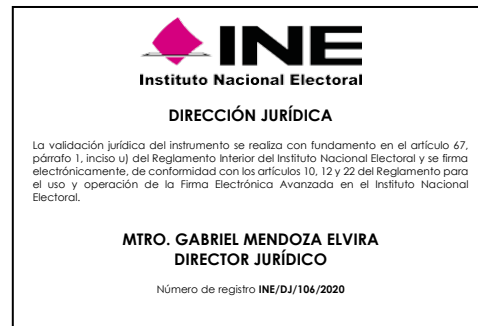 INE
Instituto Nacional Electoral
DIRECCIÓN JURÍDICA
La validación jurídica del instrumento se realiza con fundamento en el artículo 67,
párrafo 1, inciso u) del Reglamento Interior del Instituto Nacional Electoral y se firma
electrónicamente, de conformidad con los artículos 10, 12 y 22 del Reglamento para
el uso y operación de la Firma Electrónica Avanzada en el Instituto Nacional
Electoral.
MTRO. GABRIEL MENDOZA ELVIRA
DIRECTOR JURÍDICO
Número de registro INE/DJ/106/2020